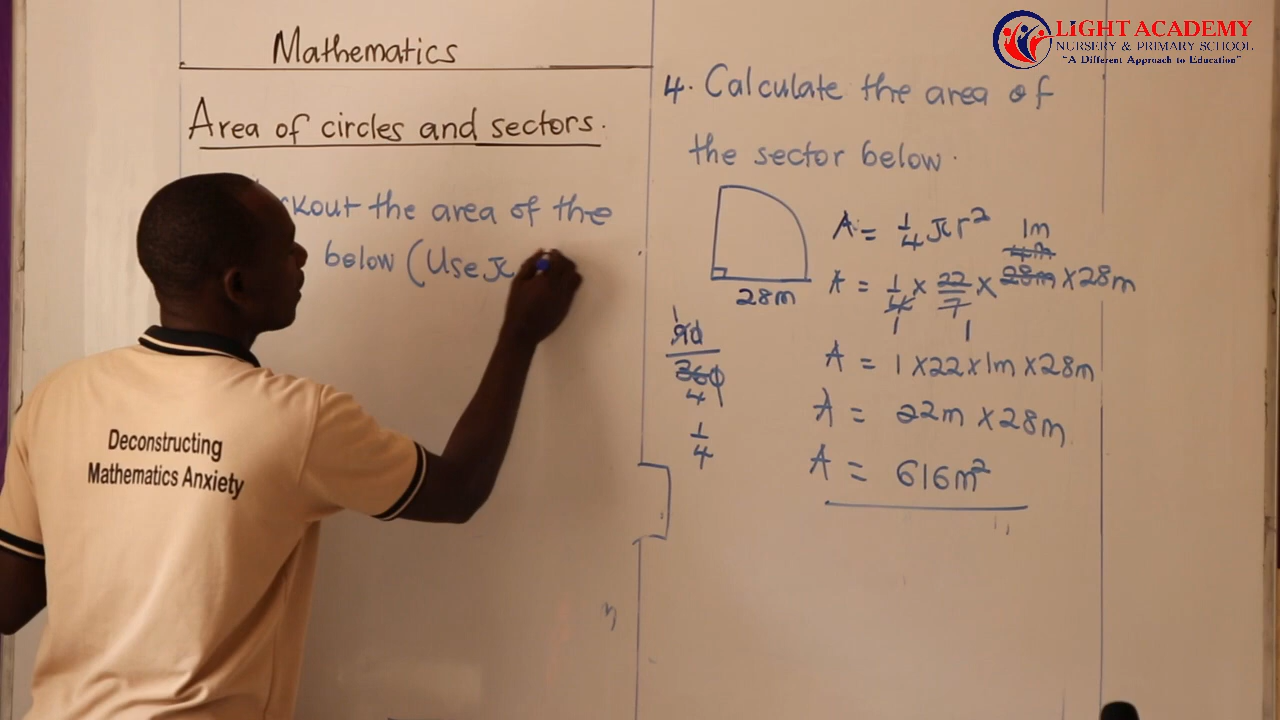 LIGHT ACADEMY
NURSERY & PRIMARY SCHOOL
"A Different Approach to Education"
Mathematics
Area of circles and sectors.
the area of the
below (Use π
Deconstructing
Mathematics Anxiety
4. Calculate the area of
the sector below.
28m
A = 1/4 πr²
1m
4m
A = 1/4 × 22/7 × 28m × 28m
1 1
A = 1 × 22 × 1m × 28m
A = 22m × 28m
A = 616m²
1
90
360
4
1/4